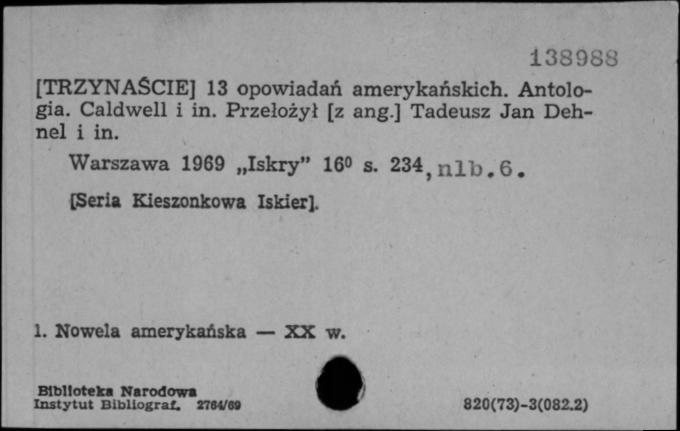 138988
[TRZYNAŚCIE] 13 opowiadań amerykańskich. Antolo-
gia. Caldwell i in. Przełożył [z ang.] Tadeusz Jan Deh-
nel i in.
Warszawa 1969 „Iskry” 16⁰ s. 234, nlb.6.
[Seria Kieszonkowa Iskier].
1. Nowela amerykańska — XX w.
Biblioteka Narodowa
Instytut Bibliograf. 2764/69
820(73)-3(082.2)